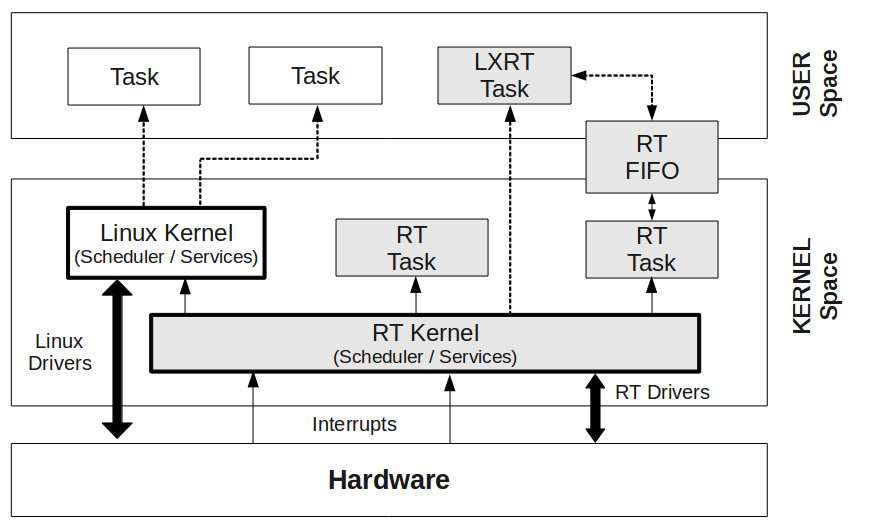 Task
Task
LXRT
Task
USER
Space
RT
FIFO
Linux Kernel
(Scheduler / Services)
RT
Task
RT
Task
KERNEL
Space
RT Kernel
(Scheduler / Services)
Linux
Drivers
RT Drivers
Interrupts
Hardware